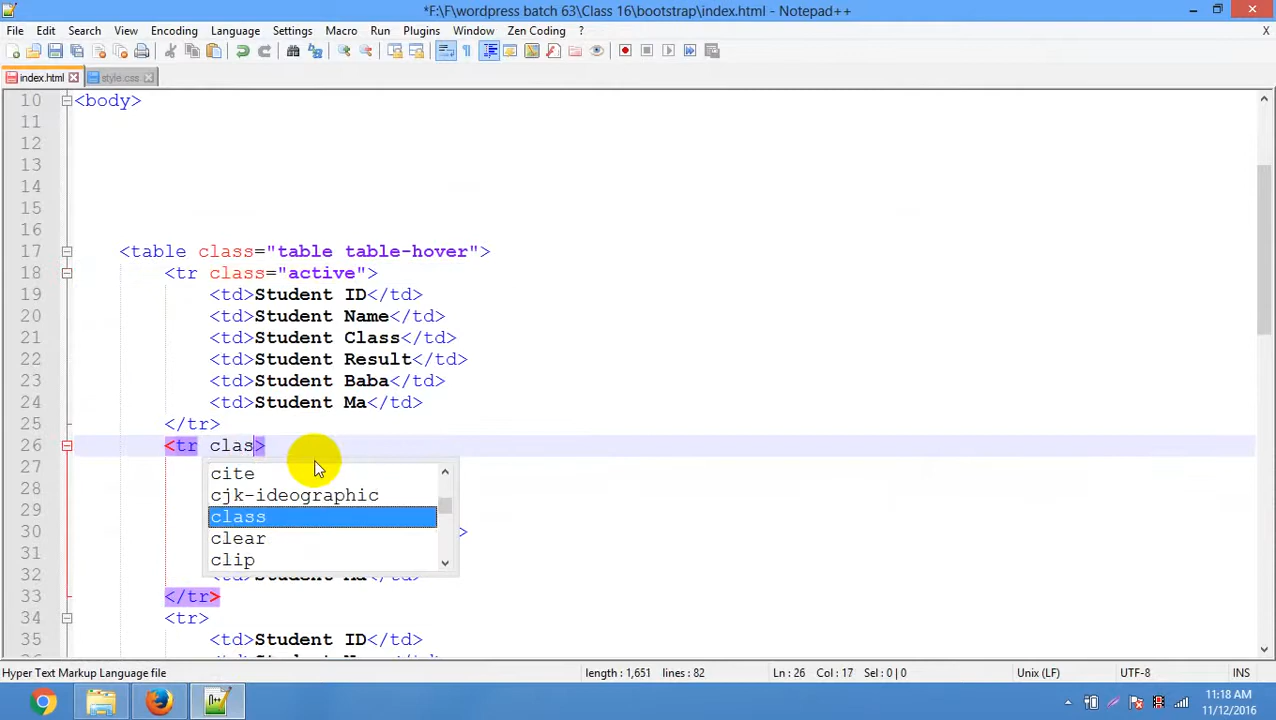 *F:\F\wordpress batch 63\Class 16\bootstrap\index.html - Notepad++
File Edit Search View Encoding Language Settings Macro Run Plugins Window Zen Coding ? X
index.html style.css
10 <body>
11
12
13
14
15
16
17 <table class="table table-hover">
18 <tr class="active">
19 <td>Student ID</td>
20 <td>Student Name</td>
21 <td>Student Class</td>
22 <td>Student Result</td>
23 <td>Student Baba</td>
24 <td>Student Ma</td>
25 </tr>
26 <tr clas>
27 cite
28 cjk-ideographic
29 class
30 clear >
31 clip
32
33 </tr>
34 <tr>
35 <td>Student ID</td>
Hyper Text Markup Language file length : 1,651 lines : 82 Ln : 26 Col : 17 Sel : 0 | 0 Unix (LF) UTF-8 INS
11:18 AM
11/12/2016